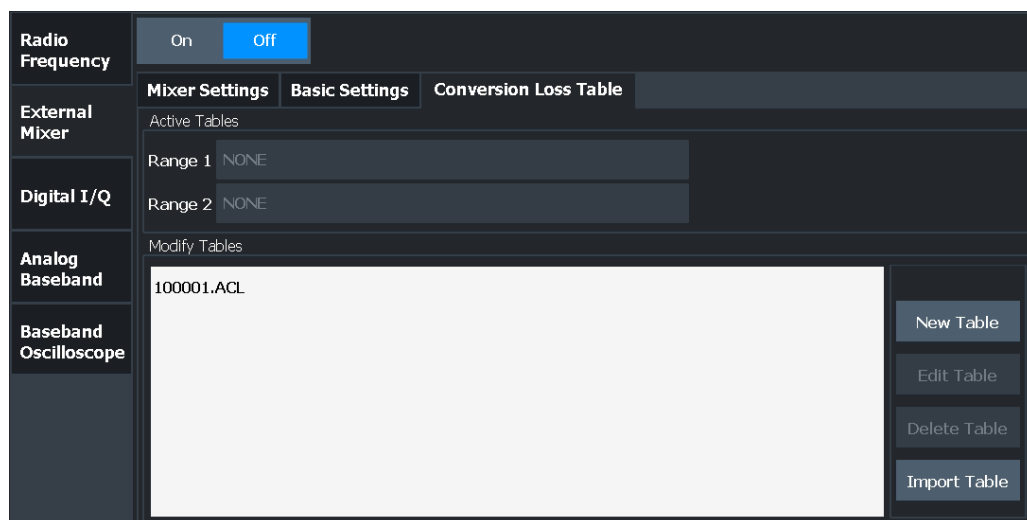 Radio
Frequency
On
Off
External
Mixer
Mixer Settings
Basic Settings
Conversion Loss Table
Active Tables
Range 1 NONE
Range 2 NONE
Digital I/Q
Analog
Baseband
Baseband
Oscilloscope
Modify Tables
100001.ACL
New Table
Edit Table
Delete Table
Import Table